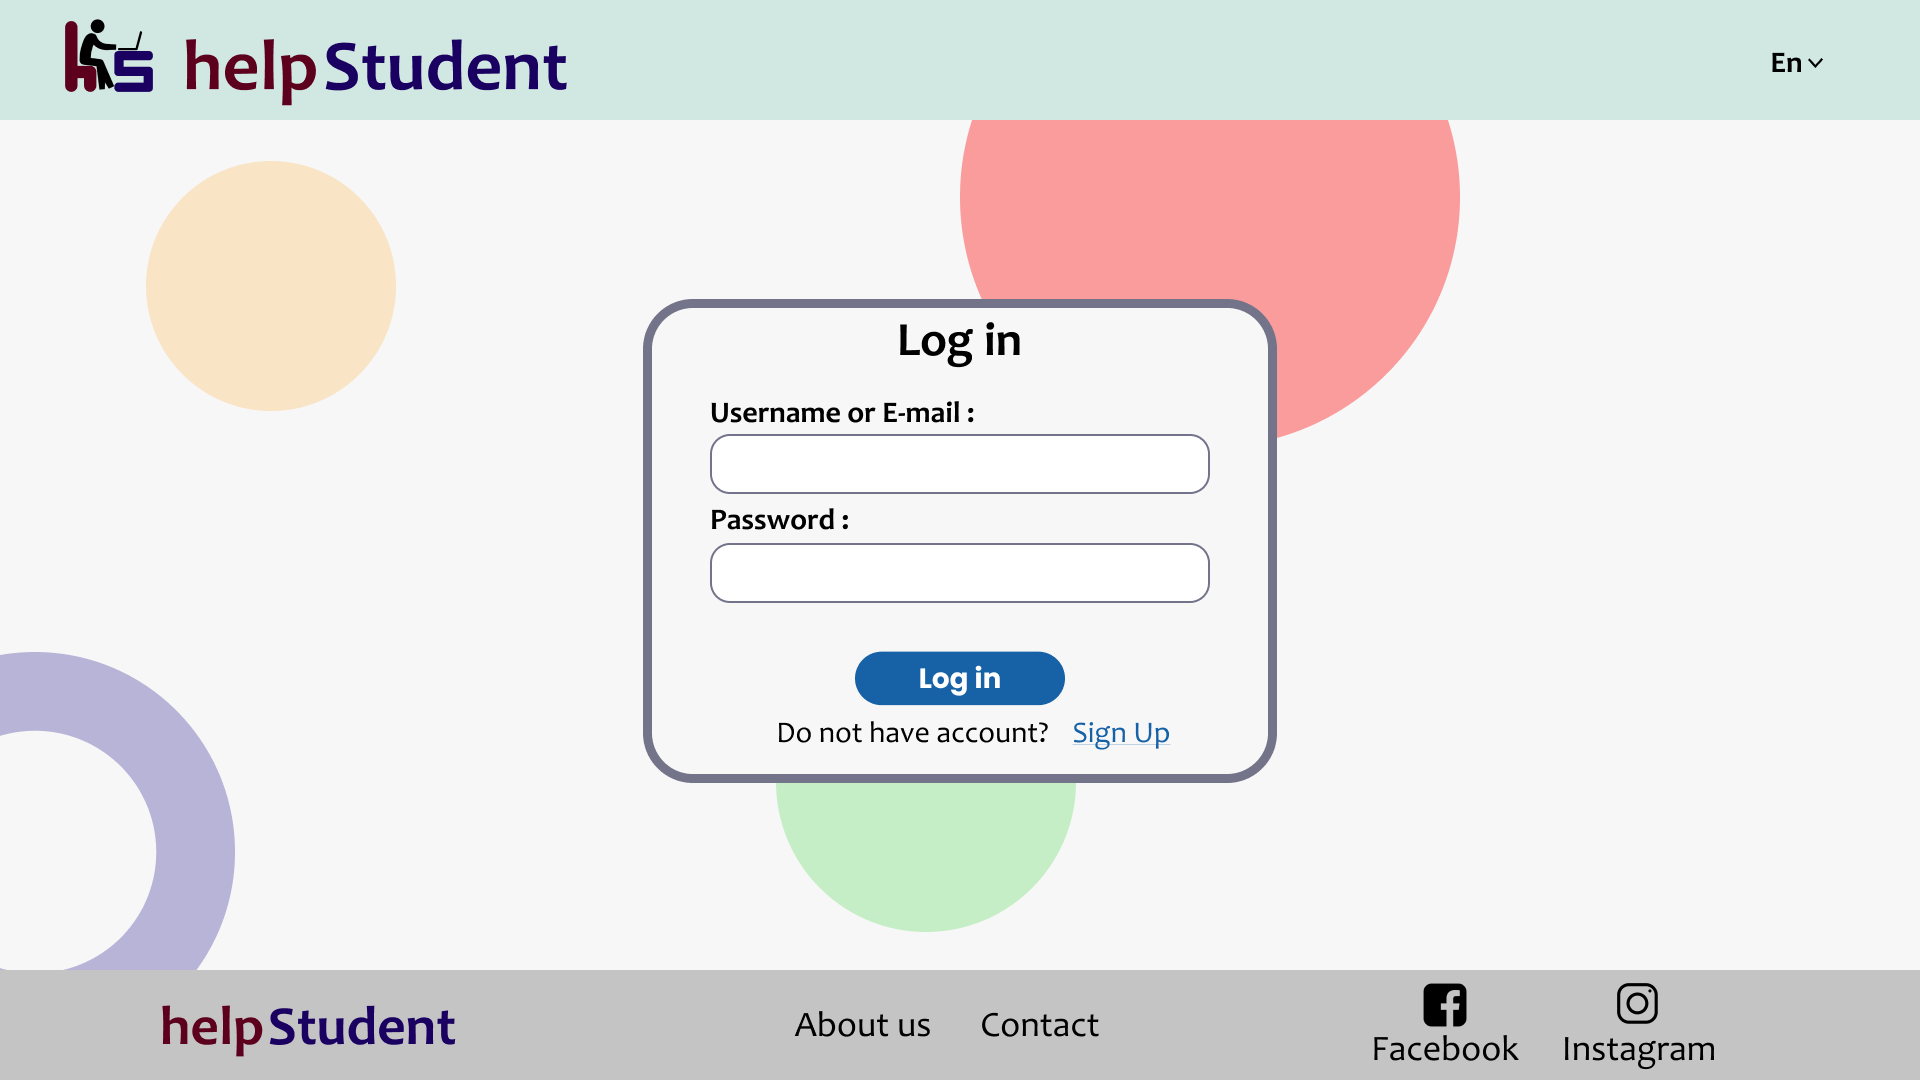 hs helpStudent
En
Log in
Username or E-mail :
Password :
Log in
Do not have account? Sign Up
helpStudent
About us Contact
Facebook Instagram